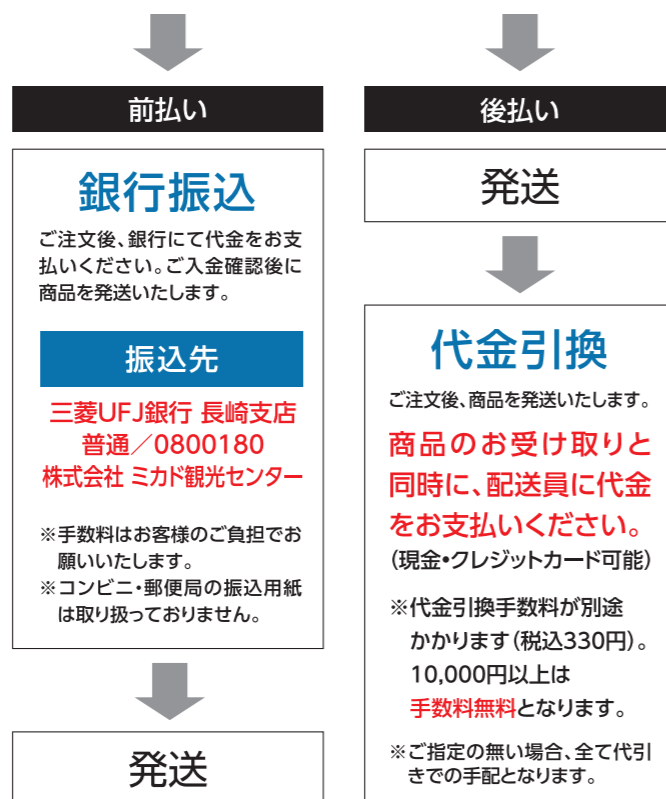 前払い
銀行振込
ご注文後、銀行にて代金をお支
払いください。ご入金確認後に
商品を発送いたします。
振込先
三菱UFJ銀行 長崎支店
普通／0800180
株式会社 ミカド観光センター
※手数料はお客様のご負担でお
願いいたします。
※コンビニ・郵便局の振込用紙
は取り扱っておりません。
発送
後払い
発送
代金引換
ご注文後、商品を発送いたします。
商品のお受け取りと
同時に、配送員に代金
をお支払いください。
（現金・クレジットカード可能）
※代金引換手数料が別途
かかります（税込330円）。
10,000円以上は
手数料無料となります。
※ご指定の無い場合、全て代引
きでの手配となります。